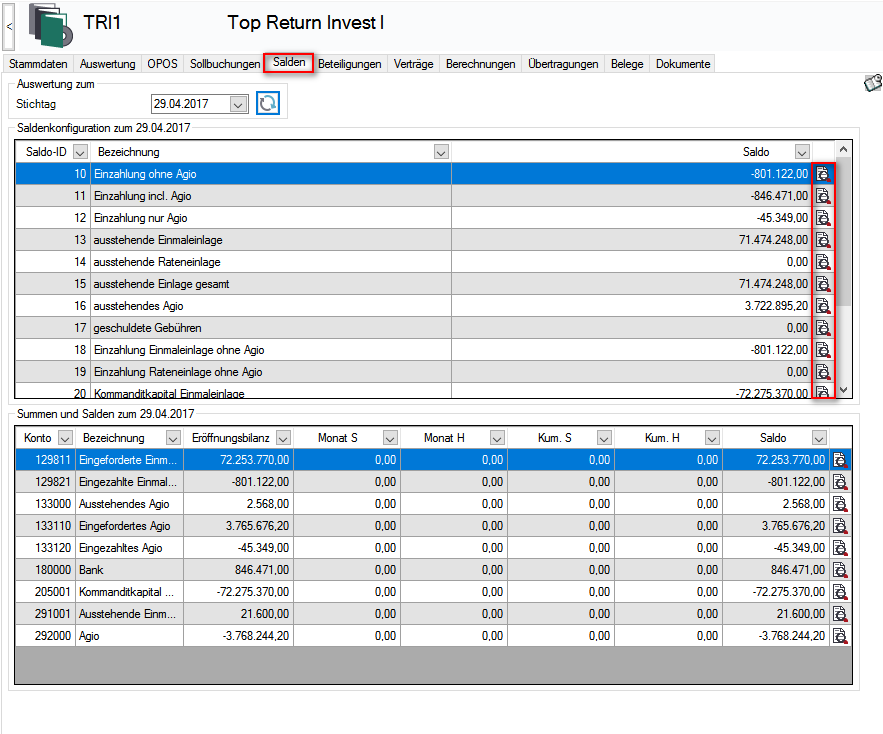 <
TRI1 Top Return Invest I
Stammdaten Auswertung OPOS Sollbuchungen Salden Beteiligungen Verträge Berechnungen Übertragungen Belege Dokumente
Auswertung zum
Stichtag 29.04.2017
Saldenkonfiguration zum 29.04.2017
Saldo-ID Bezeichnung Saldo
10 Einzahlung ohne Agio -801.122,00
11 Einzahlung incl. Agio -846.471,00
12 Einzahlung nur Agio -45.349,00
13 ausstehende Einmaleinlage 71.474.248,00
14 ausstehende Rateneinlage 0,00
15 ausstehende Einlage gesamt 71.474.248,00
16 ausstehendes Agio 3.722.895,20
17 geschuldete Gebühren 0,00
18 Einzahlung Einmaleinlage ohne Agio -801.122,00
19 Einzahlung Rateneinlage ohne Agio 0,00
20 Kommanditkapital Einmaleinlage -72.275.370,00
Summen und Salden zum 29.04.2017
Konto Bezeichnung Eröffnungsbilanz Monat S Monat H Kum. S Kum. H Saldo
129811 Eingeforderte Einm... 72.253.770,00 0,00 0,00 0,00 0,00 72.253.770,00
129821 Eingezahlte Einmal... -801.122,00 0,00 0,00 0,00 0,00 -801.122,00
133000 Ausstehendes Agio 2.568,00 0,00 0,00 0,00 0,00 2.568,00
133110 Eingefordertes Agio 3.765.676,20 0,00 0,00 0,00 0,00 3.765.676,20
133120 Eingezahltes Agio -45.349,00 0,00 0,00 0,00 0,00 -45.349,00
180000 Bank 846.471,00 0,00 0,00 0,00 0,00 846.471,00
205001 Kommanditkapital ... -72.275.370,00 0,00 0,00 0,00 0,00 -72.275.370,00
291001 Ausstehende Einm... 21.600,00 0,00 0,00 0,00 0,00 21.600,00
292000 Agio -3.768.244,20 0,00 0,00 0,00 0,00 -3.768.244,20